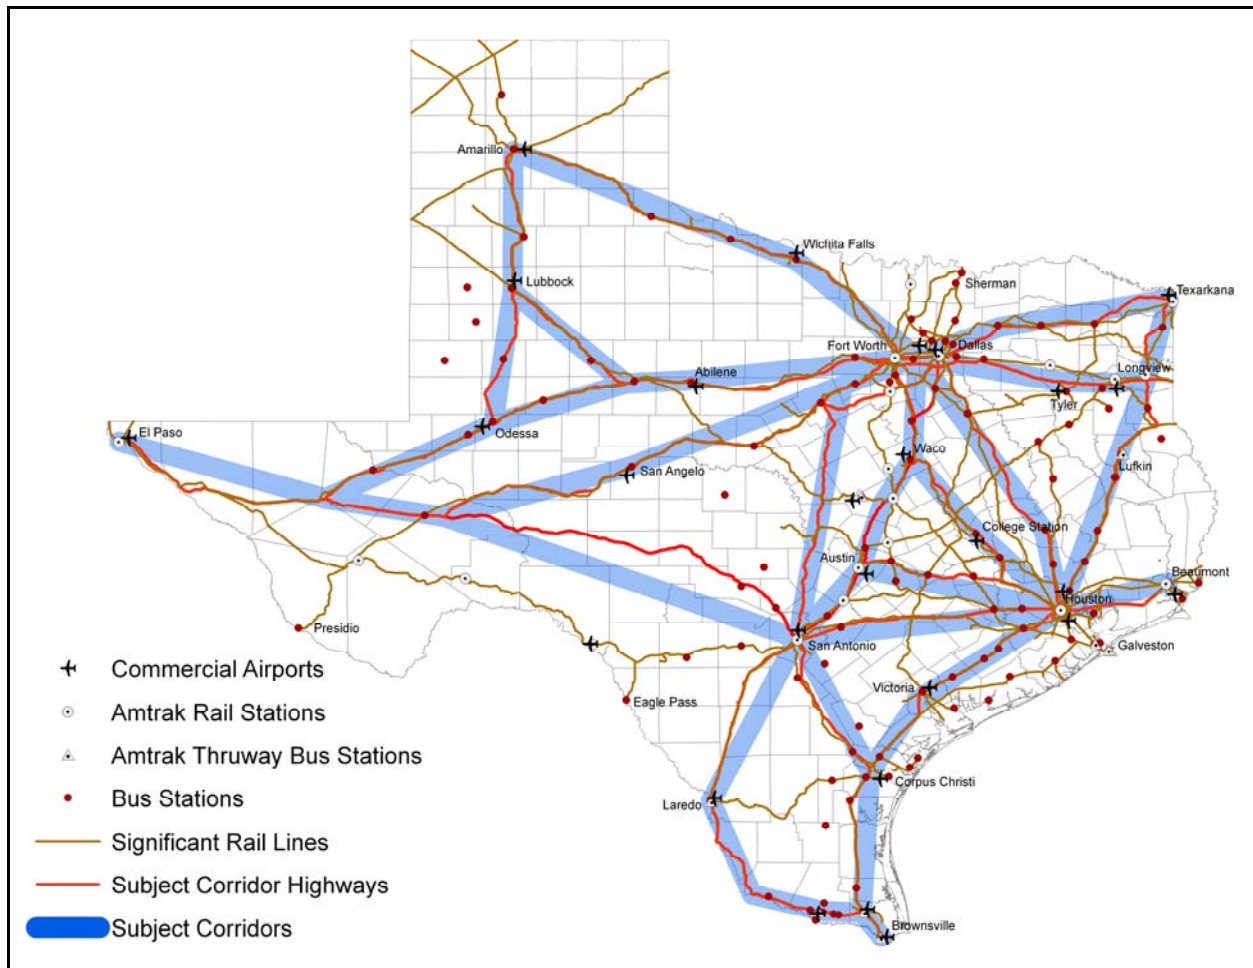 Amarillo
Wichita Falls
Lubbock
Sherman
Texarkana
Fort Worth
Dallas
Abilene
Longview
Tyler
El Paso
Odessa
Waco
San Angelo
Lufkin
College Station
Austin
Beaumont
Houston
Presidio
San Antonio
Galveston
Victoria
Eagle Pass
Corpus Christi
Laredo
Brownsville
Commercial Airports
Amtrak Rail Stations
Amtrak Thruway Bus Stations
Bus Stations
Significant Rail Lines
Subject Corridor Highways
Subject Corridors